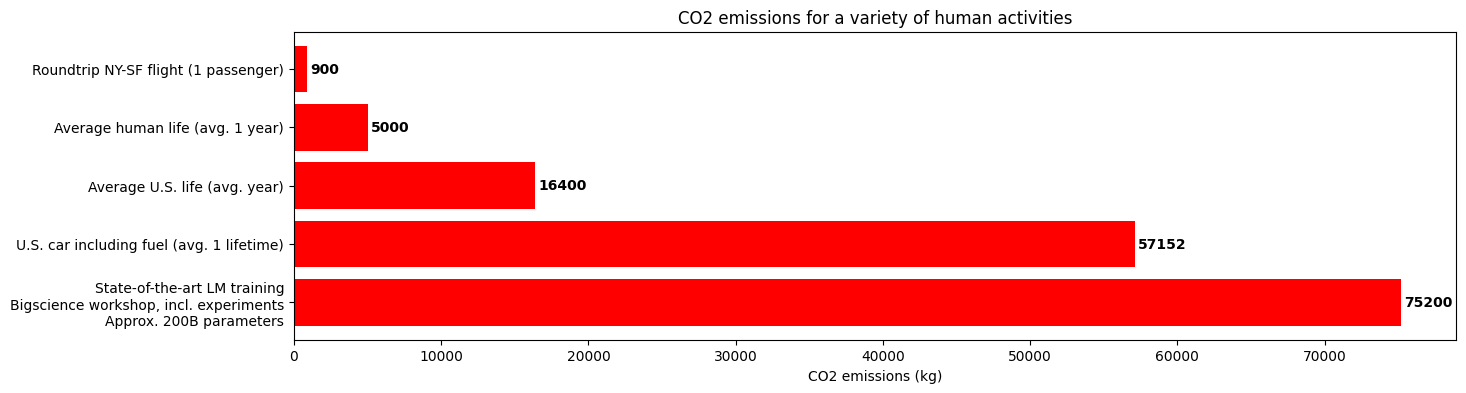 CO2 emissions for a variety of human activities
Roundtrip NY-SF flight (1 passenger)
900
Average human life (avg. 1 year)
5000
Average U.S. life (avg. year)
16400
U.S. car including fuel (avg. 1 lifetime)
57152
State-of-the-art LM training
Bigscience workshop, incl. experiments
Approx. 200B parameters
75200
0 10000 20000 30000 40000 50000 60000 70000
CO2 emissions (kg)